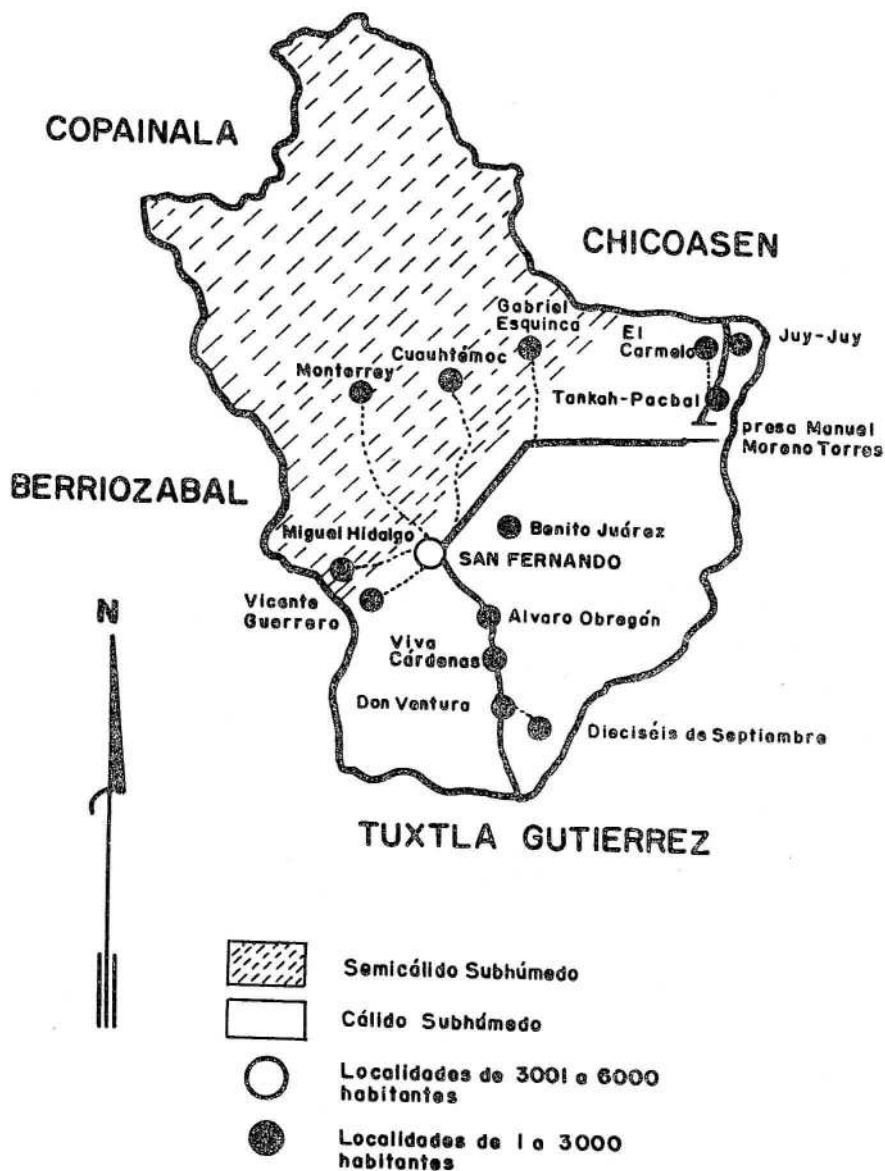 COPAINALA
CHICOASEN
Gabriel
Esquinca
El
Carmelo
Juy-Juy
Cuauhtémoc
Monterrey
Tankah-Pacbal
presa Manuel
Moreno Torres
BERRIOZABAL
Benito Juárez
Miguel Hidalgo
SAN FERNANDO
N
Vicente
Guerrero
Alvaro Obregón
Viva
Cárdenas
Don Ventura
Dieciséis de Septiembre
TUXTLA GUTIERREZ
Semicálido Subhúmedo
Cálido Subhúmedo
Localidades de 3001 a 6000
habitantes
Localidades de 1 a 3000
habitantes